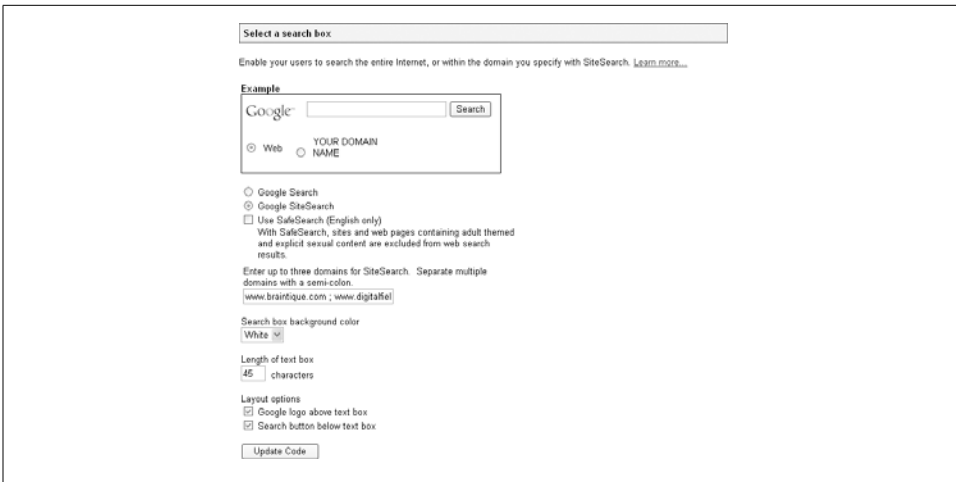 Select a search box
Enable your users to search the entire Internet, or within the domain you specify with SiteSearch. Learn more...
Example
Google™ Search
Web YOUR DOMAIN
NAME
Google Search
Google SiteSearch
Use SafeSearch (English only)
With SafeSearch, sites and web pages containing adult themed
and explicit sexual content are excluded from web search
results.
Enter up to three domains for SiteSearch. Separate multiple
domains with a semi-colon.
www.braintique.com ; www.digitalfiel
Search box background color
White
Length of text box
45 characters
Layout options
Google logo above text box
Search button below text box
Update Code